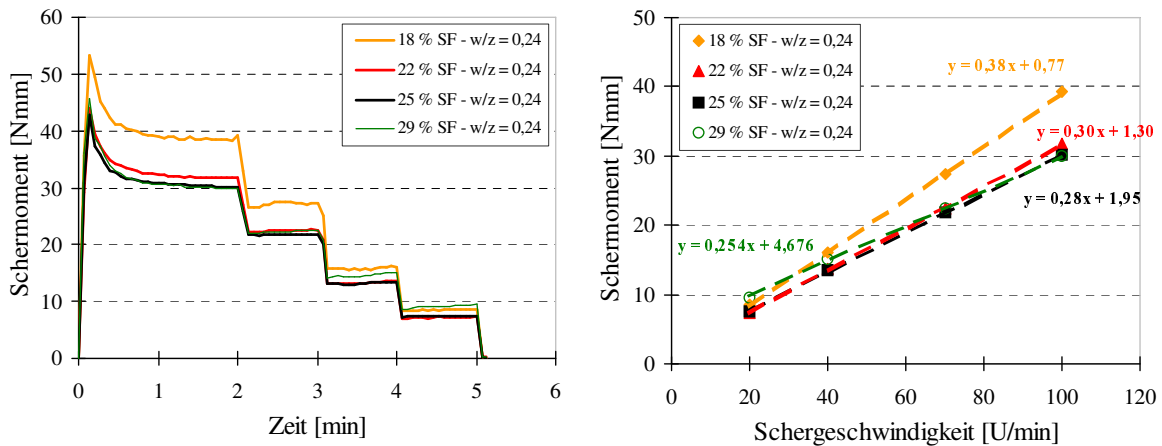 60
50
40
30
20
10
0
0
1
2
3
4
5
6
Schermoment [Nmm]
Zeit [min]
18 % SF - w/z = 0,24
22 % SF - w/z = 0,24
25 % SF - w/z = 0,24
29 % SF - w/z = 0,24
50
40
30
20
10
0
0
20
40
60
80
100
120
Schermoment [Nmm]
Schergeschwindigkeit [U/min]
18 % SF - w/z = 0,24
22 % SF - w/z = 0,24
25 % SF - w/z = 0,24
29 % SF - w/z = 0,24
y = 0,38x + 0,77
y = 0,30x + 1,30
y = 0,28x + 1,95
y = 0,254x + 4,676